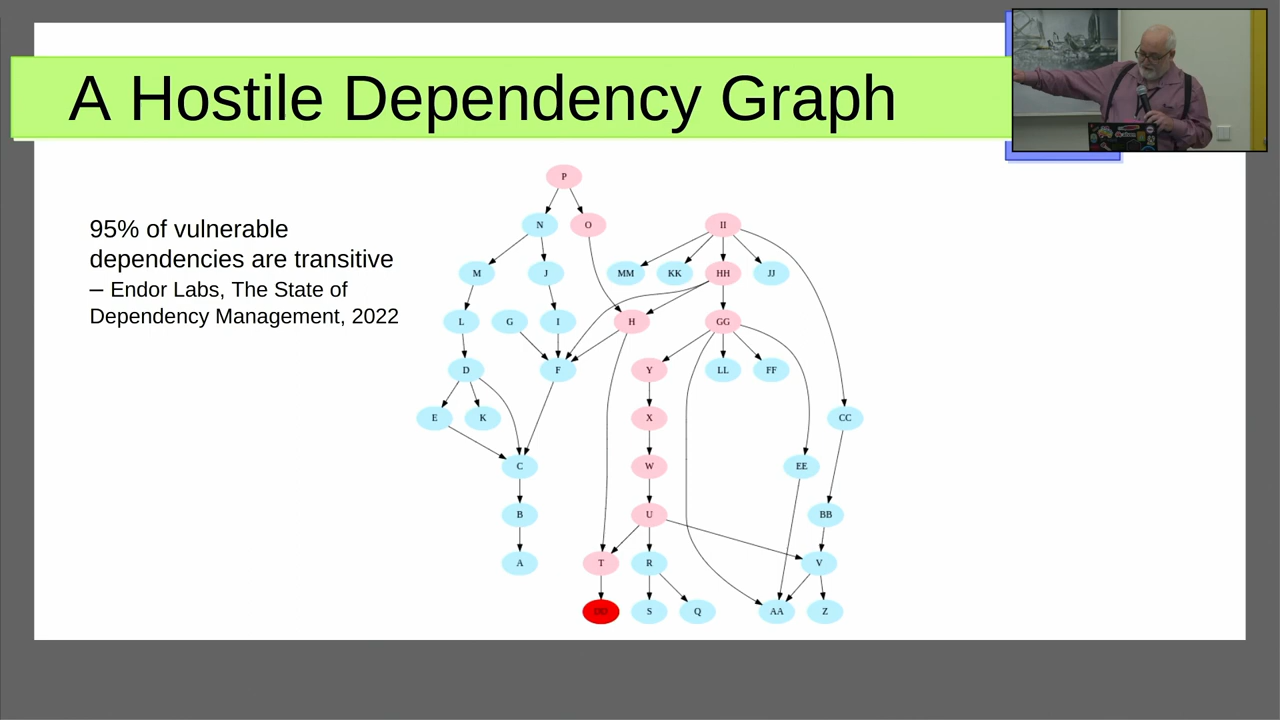 A Hostile Dependency Graph
95% of vulnerable
dependencies are transitive
– Endor Labs, The State of
Dependency Management, 2022
P
N O II
M J MM KK HH JJ
L G I H GG
D F Y LL FF
E K X CC
C W EE
B U BB
A T R V
S Q AA Z